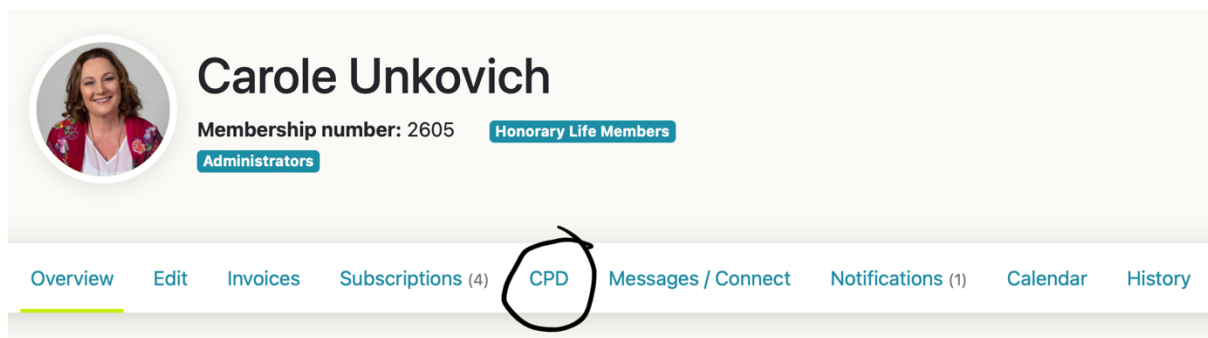 Carole Unkovich
Membership number: 2605 Honorary Life Members
Administrators
Overview Edit Invoices Subscriptions (4) CPD Messages / Connect Notifications (1) Calendar History